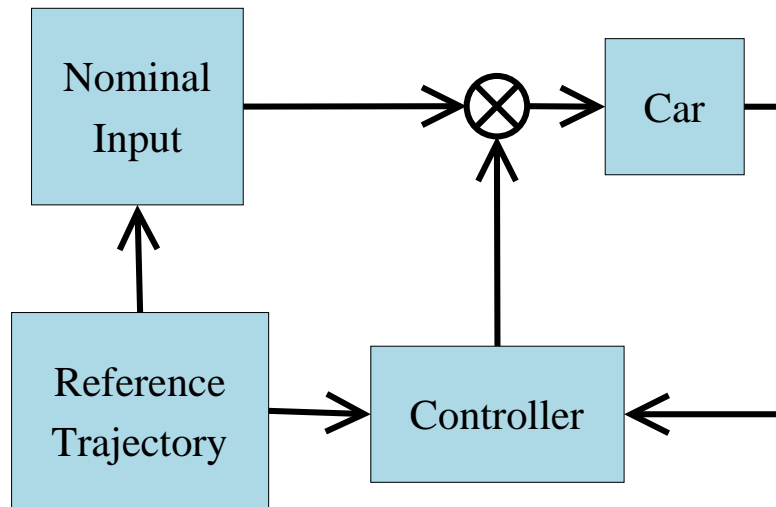 Nominal
Input
Car
Reference
Trajectory
Controller